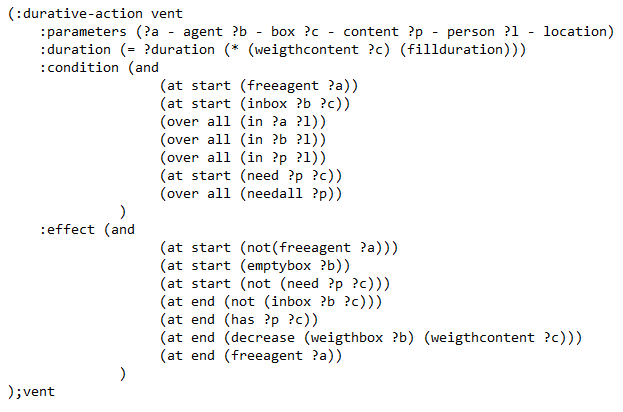 (:durative-action vent
    :parameters (?a - agent ?b - box ?c - content ?p - person ?l - location)
    :duration (= ?duration (* (weigthcontent ?c) (fillduration)))
    :condition (and
                    (at start (freeagent ?a))
                    (at start (inbox ?b ?c))
                    (over all (in ?a ?l))
                    (over all (in ?b ?l))
                    (over all (in ?p ?l))
                    (at start (need ?p ?c))
                    (over all (needall ?p))
               )
    :effect (and
                    (at start (not(freeagent ?a)))
                    (at start (emptybox ?b))
                    (at start (not (need ?p ?c)))
                    (at end (not (inbox ?b ?c)))
                    (at end (has ?p ?c))
                    (at end (decrease (weigthbox ?b) (weigthcontent ?c)))
                    (at end (freeagent ?a))
               )
);vent